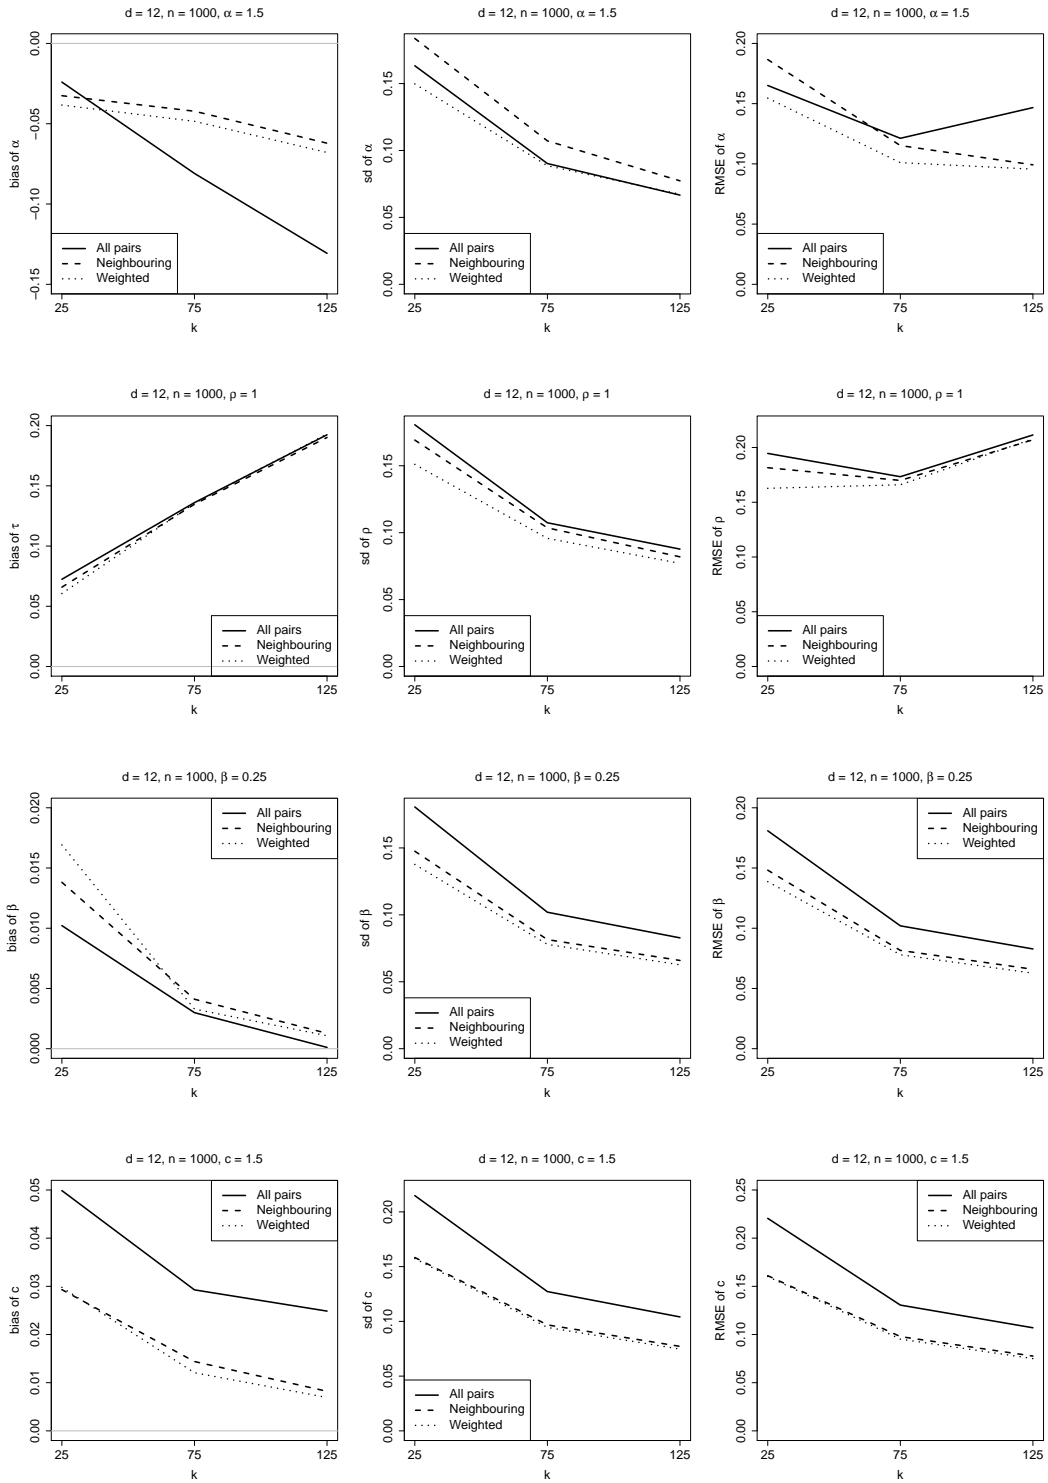 d = 12, n = 1000, α = 1.5
bias of α
0.00
−0.05
−0.10
−0.15
All pairs
Neighbouring
Weighted
25
75
125
k
d = 12, n = 1000, α = 1.5
sd of α
0.15
0.10
0.05
0.00
All pairs
Neighbouring
Weighted
25
75
125
k
d = 12, n = 1000, α = 1.5
RMSE of α
0.20
0.15
0.10
0.05
0.00
All pairs
Neighbouring
Weighted
25
75
125
k
d = 12, n = 1000, ρ = 1
bias of τ
0.20
0.15
0.10
0.05
0.00
All pairs
Neighbouring
Weighted
25
75
125
k
d = 12, n = 1000, ρ = 1
sd of ρ
0.15
0.10
0.05
0.00
All pairs
Neighbouring
Weighted
25
75
125
k
d = 12, n = 1000, ρ = 1
RMSE of ρ
0.20
0.15
0.10
0.05
0.00
All pairs
Neighbouring
Weighted
25
75
125
k
d = 12, n = 1000, β = 0.25
bias of β
0.020
0.015
0.010
0.005
0.000
All pairs
Neighbouring
Weighted
25
75
125
k
d = 12, n = 1000, β = 0.25
sd of β
0.15
0.10
0.05
0.00
All pairs
Neighbouring
Weighted
25
75
125
k
d = 12, n = 1000, β = 0.25
RMSE of β
0.20
0.15
0.10
0.05
0.00
All pairs
Neighbouring
Weighted
25
75
125
k
d = 12, n = 1000, c = 1.5
bias of c
0.05
0.04
0.03
0.02
0.01
0.00
All pairs
Neighbouring
Weighted
25
75
125
k
d = 12, n = 1000, c = 1.5
sd of c
0.20
0.15
0.10
0.05
0.00
All pairs
Neighbouring
Weighted
25
75
125
k
d = 12, n = 1000, c = 1.5
RMSE of c
0.25
0.20
0.15
0.10
0.05
0.00
All pairs
Neighbouring
Weighted
25
75
125
k